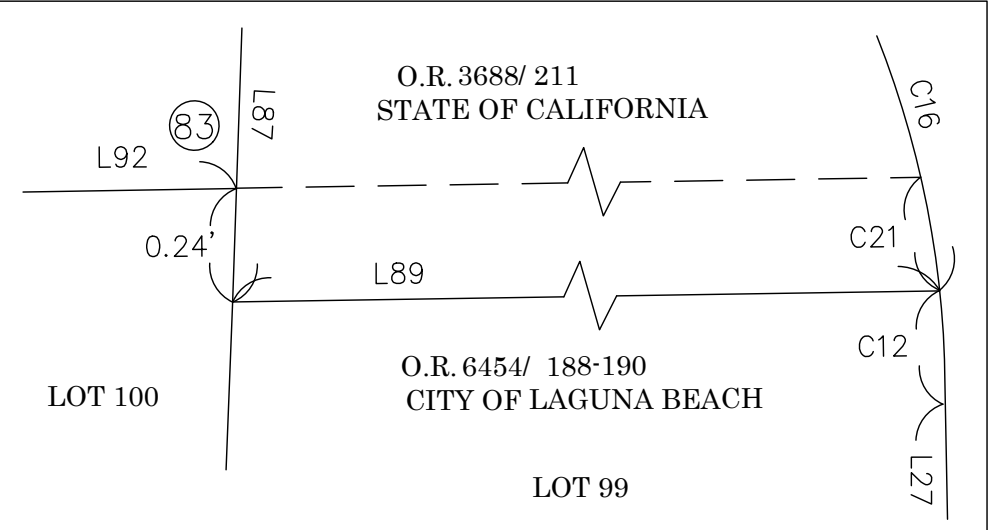 O.R. 3688/ 211
STATE OF CALIFORNIA
C16
L87
83
L92
C21
0.24'
L89
C12
O.R. 6454/ 188-190
CITY OF LAGUNA BEACH
LOT 100
L27
LOT 99